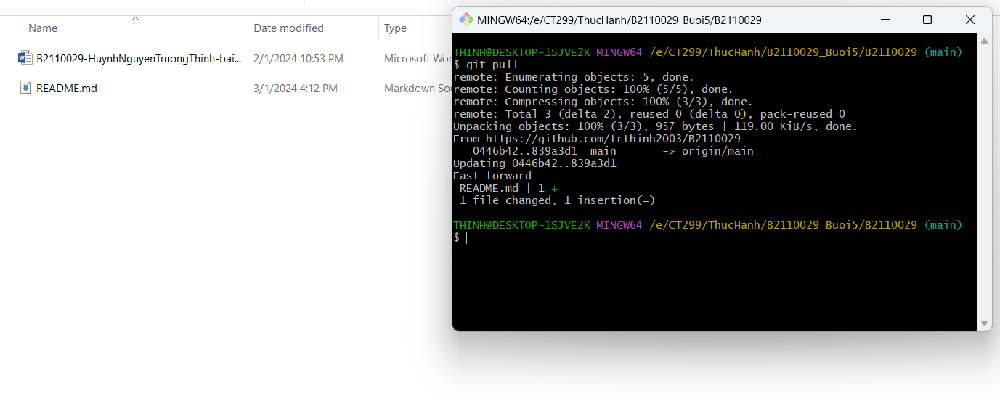 Name Date modified Type
B2110029-HuynhNguyenTruongThinh-bai... 2/1/2024 10:53 PM Microsoft Wor
README.md 3/1/2024 4:12 PM Markdown Sou
MINGW64:/e/CT299/ThucHanh/B2110029_Buoi5/B2110029
THINH@DESKTOP-1SJVE2K MINGW64 /e/CT299/ThucHanh/B2110029_Buoi5/B2110029 (main)
$ git pull
remote: Enumerating objects: 5, done.
remote: Counting objects: 100% (5/5), done.
remote: Compressing objects: 100% (3/3), done.
remote: Total 3 (delta 2), reused 0 (delta 0), pack-reused 0
Unpacking objects: 100% (3/3), 957 bytes | 119.00 KiB/s, done.
From https://github.com/trthinh2003/B2110029
   0446b42..839a3d1  main       -> origin/main
Updating 0446b42..839a3d1
Fast-forward
 README.md | 1 +
 1 file changed, 1 insertion(+)
THINH@DESKTOP-1SJVE2K MINGW64 /e/CT299/ThucHanh/B2110029_Buoi5/B2110029 (main)
$